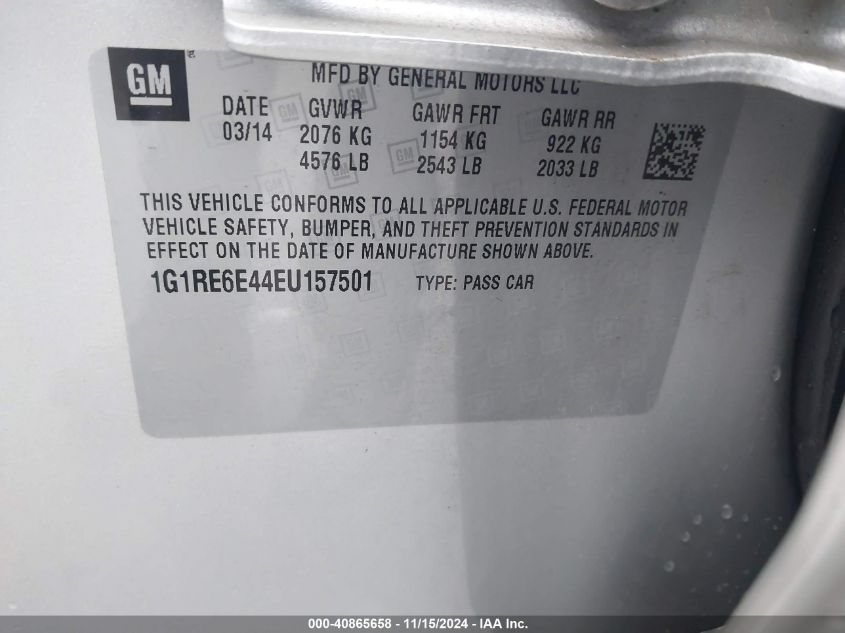 GM
MFD BY GENERAL MOTORS LLC
DATE GVWR GAWR FRT GAWR RR
03/14 2076 KG 1154 KG 922 KG
4576 LB 2543 LB 2033 LB
THIS VEHICLE CONFORMS TO ALL APPLICABLE U.S. FEDERAL MOTOR
VEHICLE SAFETY, BUMPER, AND THEFT PREVENTION STANDARDS IN
EFFECT ON THE DATE OF MANUFACTURE SHOWN ABOVE.
1G1RE6E44EU157501 TYPE: PASS CAR
000-40865658 - 11/15/2024 - IAA Inc.